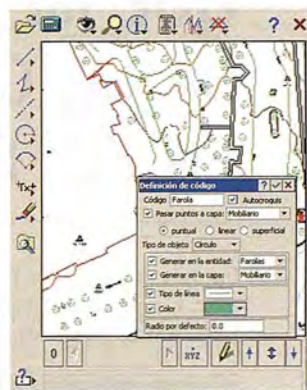 Definición de código
Código Farola Autocroquis
Pasar puntos a capa: Mobiliario
puntual linear superficial
Tipo de objeto: Círculo
Generar en la entidad: Farolas
Generar en la capa: Mobiliario
Tipo de línea
Color
Radio por defecto: 0.0
0 XYZ